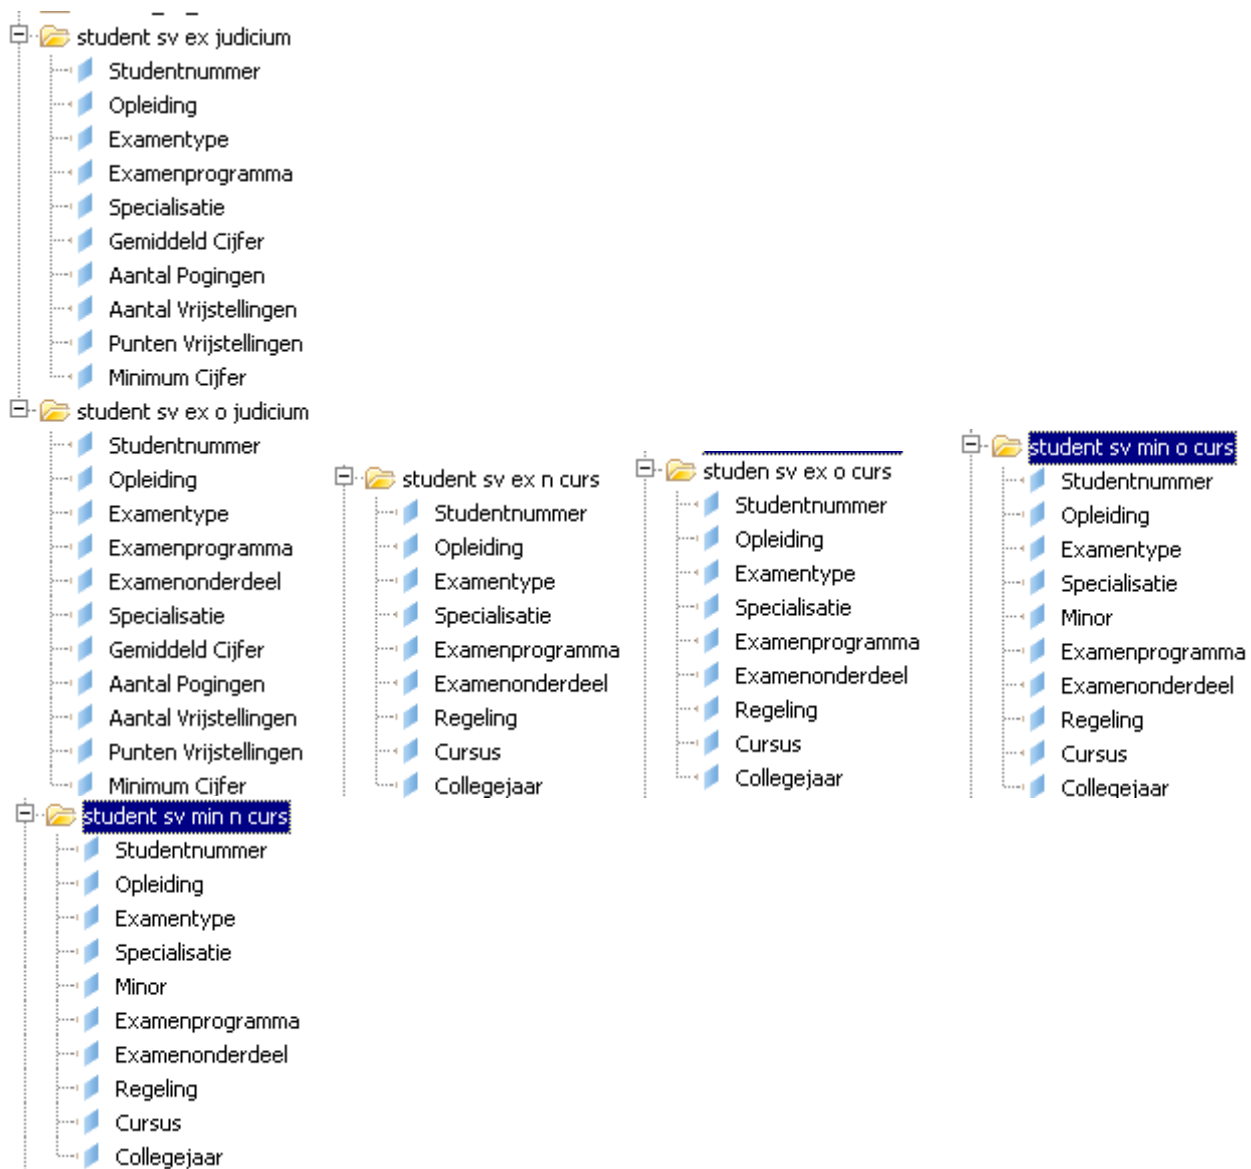 student sv ex judicium
Studentnummer
Opleiding
Examentype
Examenprogramma
Specialisatie
Gemiddeld Cijfer
Aantal Pogingen
Aantal Vrijstellingen
Punten Vrijstellingen
Minimum Cijfer
student sv ex o judicium
Studentnummer
Opleiding
Examentype
Examenprogramma
Examenonderdeel
Specialisatie
Gemiddeld Cijfer
Aantal Pogingen
Aantal Vrijstellingen
Punten Vrijstellingen
Minimum Cijfer
student sv ex n curs
Studentnummer
Opleiding
Examentype
Specialisatie
Examenprogramma
Examenonderdeel
Regeling
Cursus
Collegejaar
studen sv ex o curs
Studentnummer
Opleiding
Examentype
Specialisatie
Examenprogramma
Examenonderdeel
Regeling
Cursus
Collegejaar
student sv min o curs
Studentnummer
Opleiding
Examentype
Specialisatie
Minor
Examenprogramma
Examenonderdeel
Regeling
Cursus
Collegejaar
student sv min n curs
Studentnummer
Opleiding
Examentype
Specialisatie
Minor
Examenprogramma
Examenonderdeel
Regeling
Cursus
Collegejaar